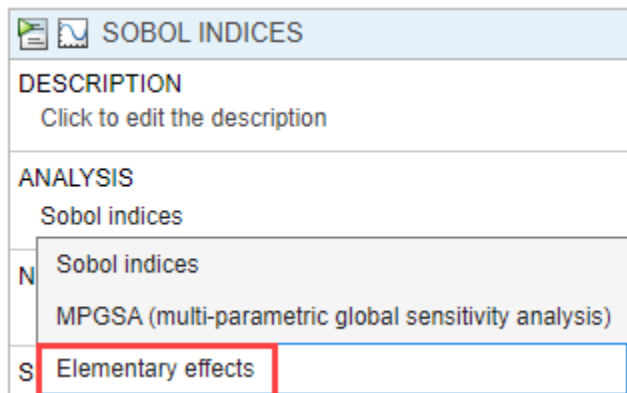 SOBOL INDICES
DESCRIPTION
Click to edit the description
ANALYSIS
Sobol indices
N
Sobol indices
MPGSA (multi-parametric global sensitivity analysis)
S
Elementary effects